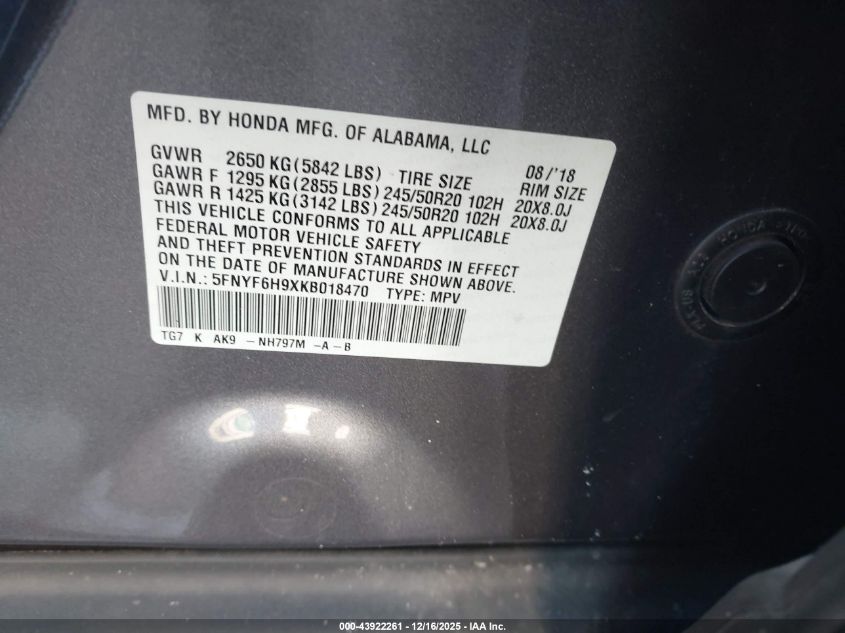 MFD. BY HONDA MFG. OF ALABAMA, LLC
08/'18
GVWR 2650 KG(5842 LBS) TIRE SIZE RIM SIZE
GAWR F 1295 KG(2855 LBS) 245/50R20 102H 20X8.0J
GAWR R 1425 KG(3142 LBS) 245/50R20 102H 20X8.0J
THIS VEHICLE CONFORMS TO ALL APPLICABLE
FEDERAL MOTOR VEHICLE SAFETY
AND THEFT PREVENTION STANDARDS IN EFFECT
ON THE DATE OF MANUFACTURE SHOWN ABOVE.
V.I.N.: 5FNYF6H9XKB018470 TYPE: MPV
TG7 K AK9 - NH797M -A-B
HONDA
000-43922261 - 12/16/2025 - IAA Inc.